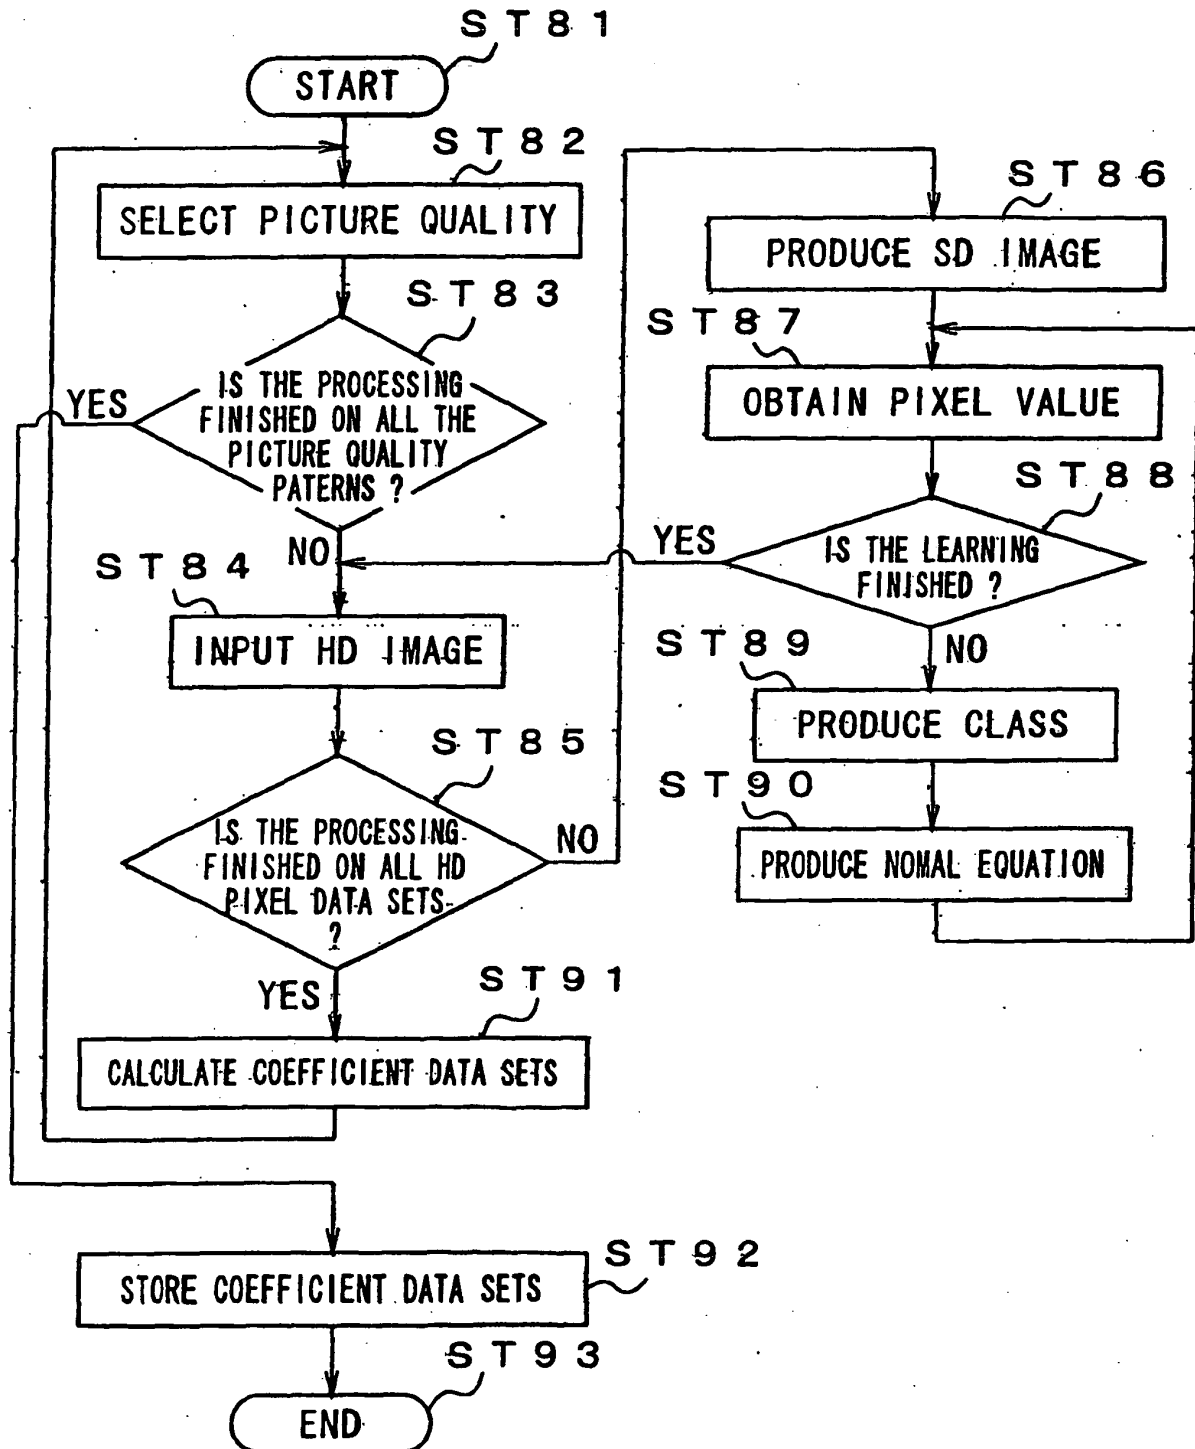 ST81
START
ST82
SELECT PICTURE QUALITY
ST83
IS THE PROCESSING
FINISHED ON ALL THE
PICTURE QUALITY
PATERNS ?
YES
NO
ST84
INPUT HD IMAGE
ST85
IS THE PROCESSING
FINISHED ON ALL HD
PIXEL DATA SETS
?
NO
YES
ST86
PRODUCE SD IMAGE
ST87
OBTAIN PIXEL VALUE
ST88
IS THE LEARNING
FINISHED ?
YES
NO
ST89
PRODUCE CLASS
ST90
PRODUCE NOMAL EQUATION
ST91
CALCULATE COEFFICIENT DATA SETS
ST92
STORE COEFFICIENT DATA SETS
ST93
END